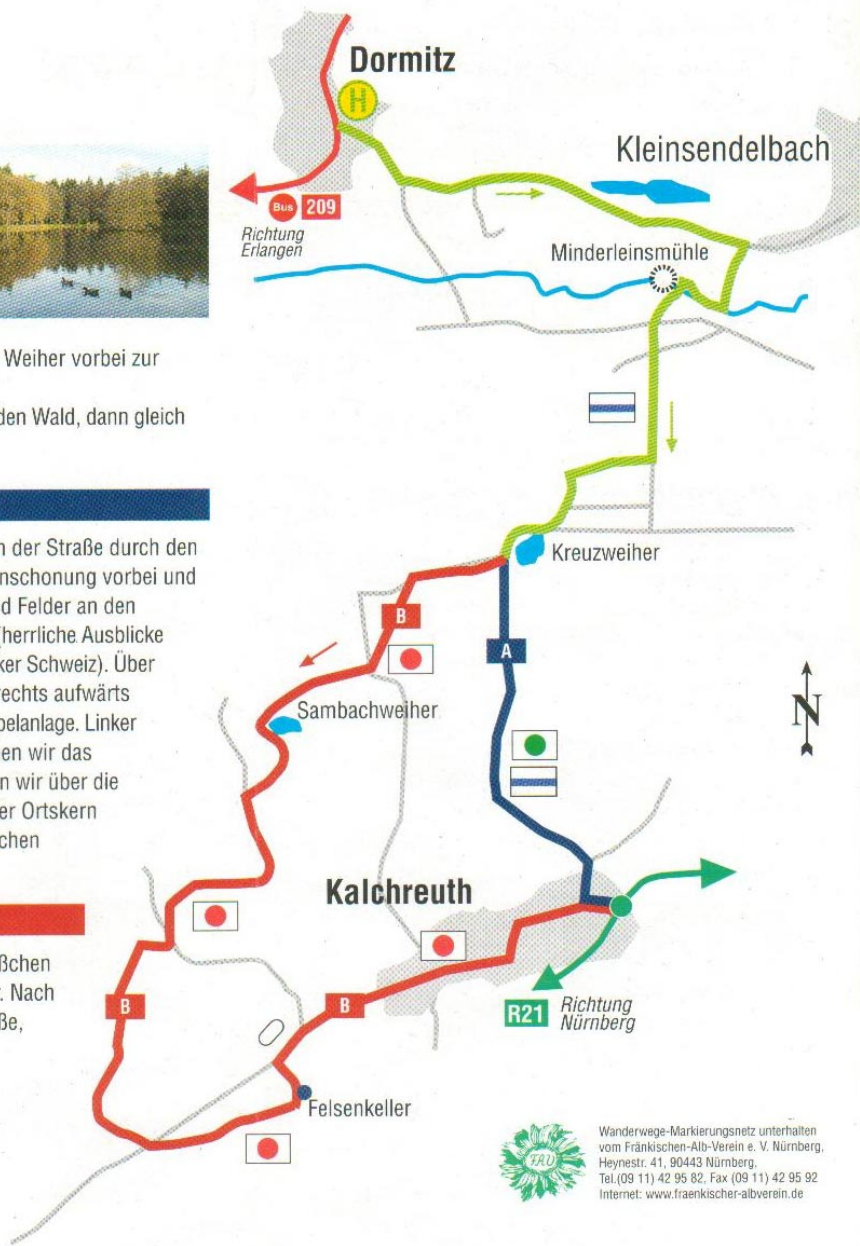 Dormitz
H
Kleinsendelbach
Bus 209
Richtung
Erlangen
Minderleinsmühle
Weiher vorbei zur
den Wald, dann gleich
der Straße durch den
nschonung vorbei und
d Felder an den
herrliche Ausblicke
ker Schweiz). Über
rechts aufwärts
belanlage. Linker
en wir das
n wir über die
er Ortskern
chen
Kreuzweiher
B
A
Sambachweiher
N
Kalchreuth
ßchen
. Nach
ße,
B
B
R21
Richtung
Nürnberg
Felsenkeller
FAV
Wanderwege-Markierungsnetz unterhalten
vom Fränkischen-Alb-Verein e. V. Nürnberg,
Heynestr. 41, 90443 Nürnberg,
Tel.(09 11) 42 95 82, Fax (09 11) 42 95 92
Internet: www.fraenkischer-albverein.de